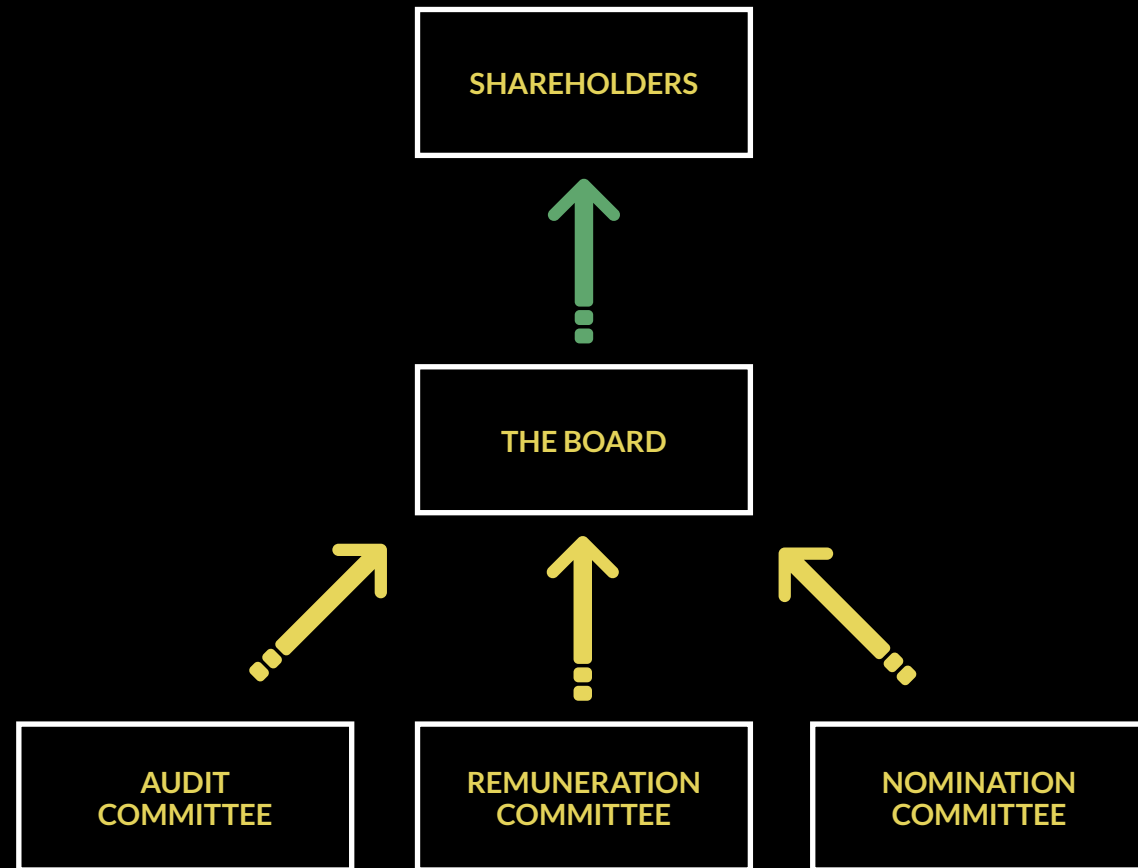 SHAREHOLDERS
THE BOARD
AUDIT
COMMITTEE
REMUNERATION
COMMITTEE
NOMINATION
COMMITTEE